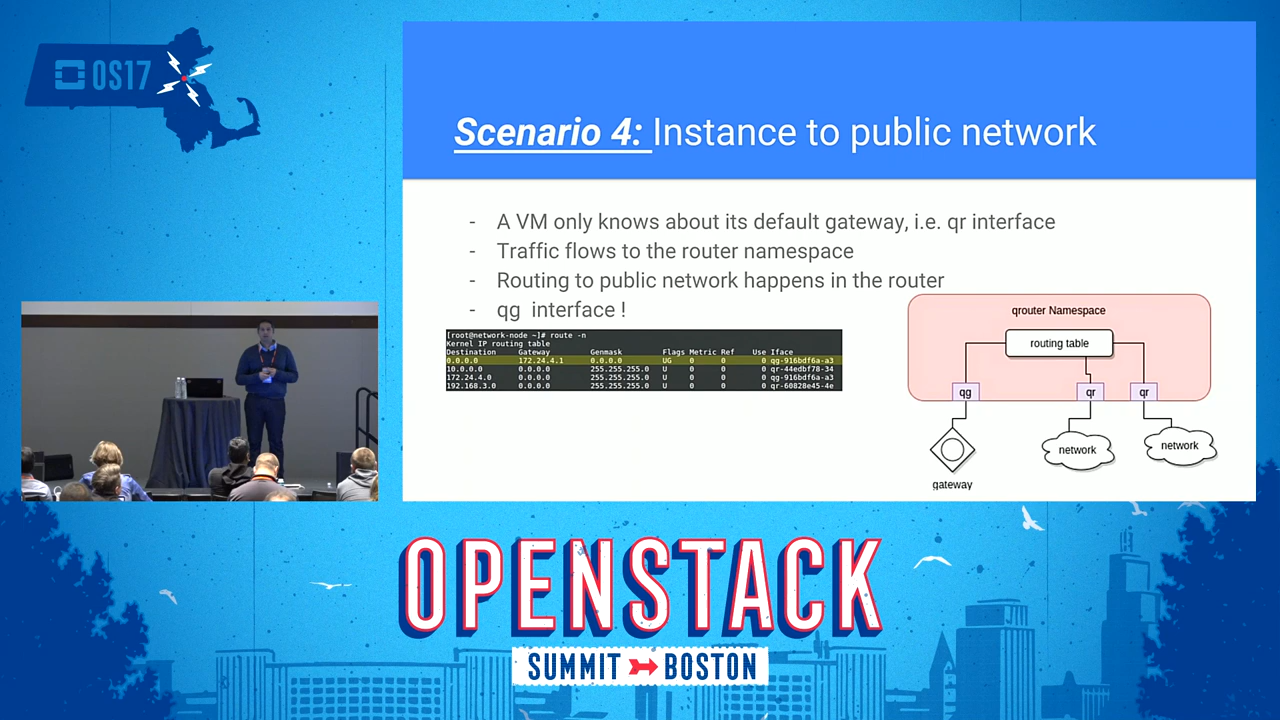 OS17
Scenario 4: Instance to public network
- A VM only knows about its default gateway, i.e. qr interface
- Traffic flows to the router namespace
- Routing to public network happens in the router
- qg interface !
[root@network-node ~]# route -n
Kernel IP routing table
Destination Gateway Genmask Flags Metric Ref Use Iface
0.0.0.0 172.24.4.1 0.0.0.0 UG 0 0 0 qg-916bdf6a-a3
10.0.0.0 0.0.0.0 255.255.255.0 U 0 0 0 qr-44edbf78-34
172.24.4.0 0.0.0.0 255.255.255.0 U 0 0 0 qg-916bdf6a-a3
192.168.3.0 0.0.0.0 255.255.255.0 U 0 0 0 qr-60828e45-4e
qrouter Namespace
routing table
qg qr qr
network network
gateway
OPENSTACK
SUMMIT BOSTON